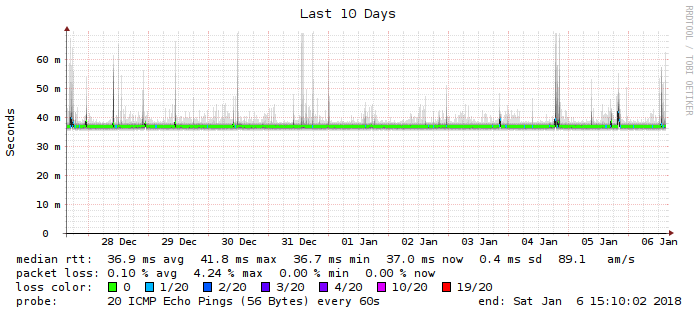 Last 10 Days
RRDTOOL / TOBI OETIKER
Seconds
60 m
50 m
40 m
30 m
20 m
10 m
0
28 Dec 29 Dec 30 Dec 31 Dec 01 Jan 02 Jan 03 Jan 04 Jan 05 Jan 06 Jan
median rtt: 36.9 ms avg 41.8 ms max 36.7 ms min 37.0 ms now 0.4 ms sd 89.1 am/s
packet loss: 0.10 % avg 4.24 % max 0.00 % min 0.00 % now
loss color: 0 1/20 2/20 3/20 4/20 10/20 19/20
probe: 20 ICMP Echo Pings (56 Bytes) every 60s end: Sat Jan 6 15:10:02 2018